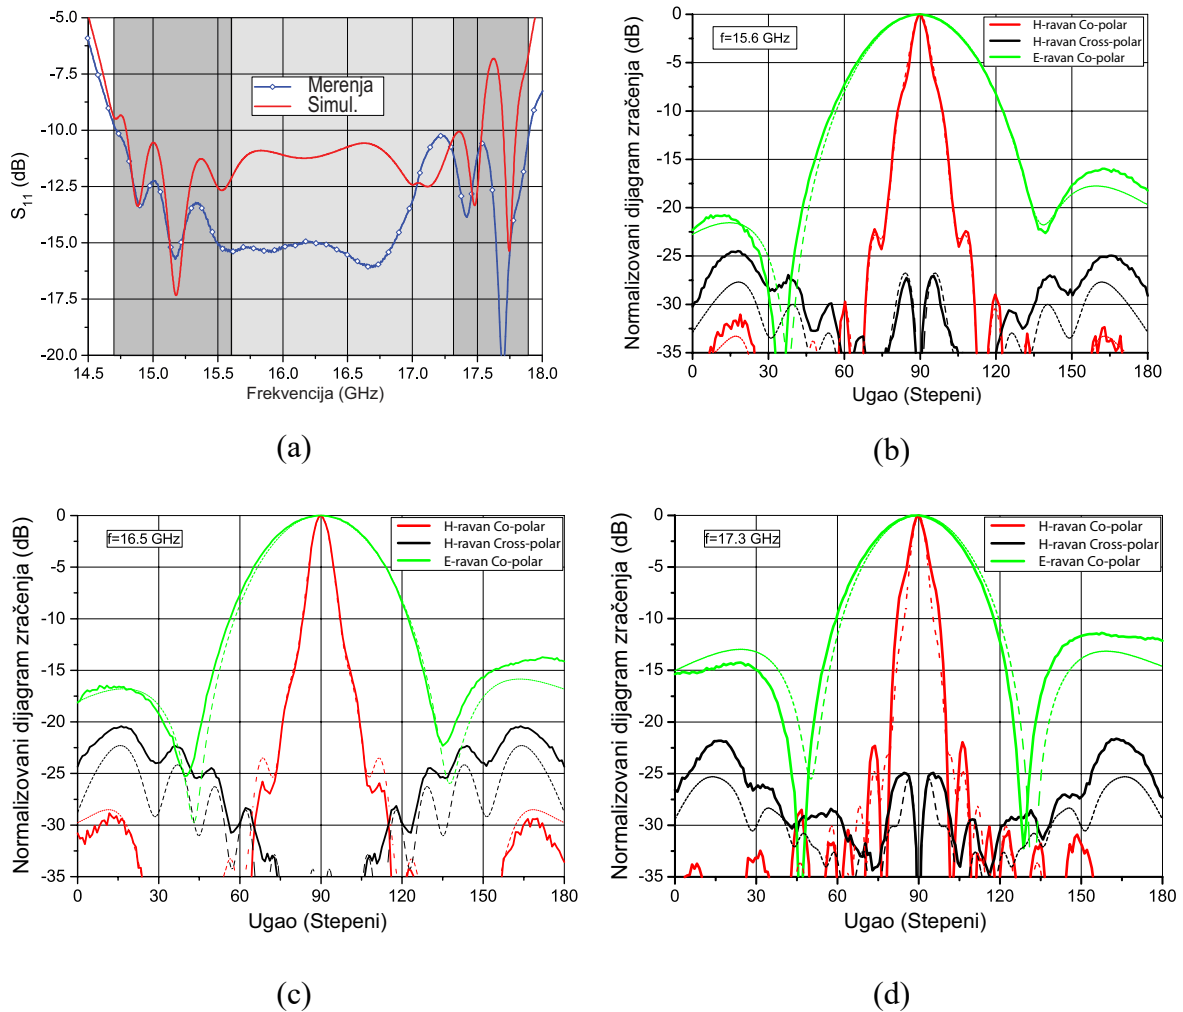 -5.0
-7.5
-10.0
-12.5
-15.0
-17.5
-20.0
S11 (dB)
Merenja
Simul.
14.5 15.0 15.5 16.0 16.5 17.0 17.5 18.0
Frekvencija (GHz)
(a)
0
-5
-10
-15
-20
-25
-30
-35
Normalizovani dijagram zračenja (dB)
f=15.6 GHz
H-ravan Co-polar
H-ravan Cross-polar
E-ravan Co-polar
0 30 60 90 120 150 180
Ugao (Stepeni)
(b)
0
-5
-10
-15
-20
-25
-30
-35
Normalizovani dijagram zračenja (dB)
f=16.5 GHz
H-ravan Co-polar
H-ravan Cross-polar
E-ravan Co-polar
0 30 60 90 120 150 180
Ugao (Stepeni)
(c)
0
-5
-10
-15
-20
-25
-30
-35
Normalizovani dijagram zračenja (dB)
f=17.3 GHz
H-ravan Co-polar
H-ravan Cross-polar
E-ravan Co-polar
0 30 60 90 120 150 180
Ugao (Stepeni)
(d)